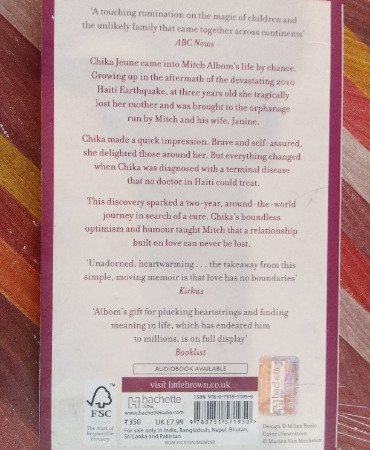 'A touching rumination on the magic of children and
the unlikely family that came together across continents'
ABC News
Chika Jeune came into Mitch Albom's life by chance.
Growing up in the aftermath of the devastating 2010
Haiti Earthquake, at three years old she tragically
lost her mother and was brought to the orphanage
run by Mitch and his wife, Janine.
Chika made a quick impression. Brave and self-assured,
she delighted those around her. But everything changed
when Chika was diagnosed with a terminal disease
that no doctor in Haiti could treat.
This discovery sparked a two-year, around-the-world
journey in search of a cure. Chika's boundless
optimism and humour taught Mitch that a relationship
built on love can never be lost.
'Unadorned, heartwarming . . . the takeaway from this
simple, moving memoir is that love has no boundaries'
Kirkus
'Albom's gift for plucking heartstrings and finding
meaning in life, which has endeared him
to millions, is on full display'
Booklist
AUDIOBOOK AVAILABLE
visit littlebrown.co.uk
FSC
hachette
INDIA
www.hachetteindia.com
₹350 UK £7.99
For sale only in India, Bangladesh, Nepal, Bhutan,
Sri Lanka and Pakistan
NON-FICTION/MEMOIR
hachette